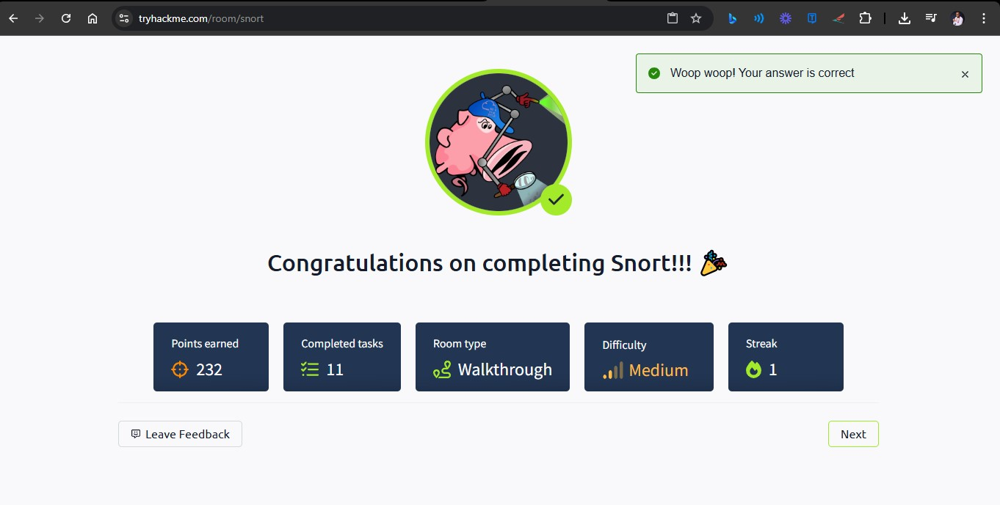 tryhackme.com/room/snort
Woop woop! Your answer is correct
Congratulations on completing Snort!!!
Points earned
232
Completed tasks
11
Room type
Walkthrough
Difficulty
Medium
Streak
1
Leave Feedback
Next